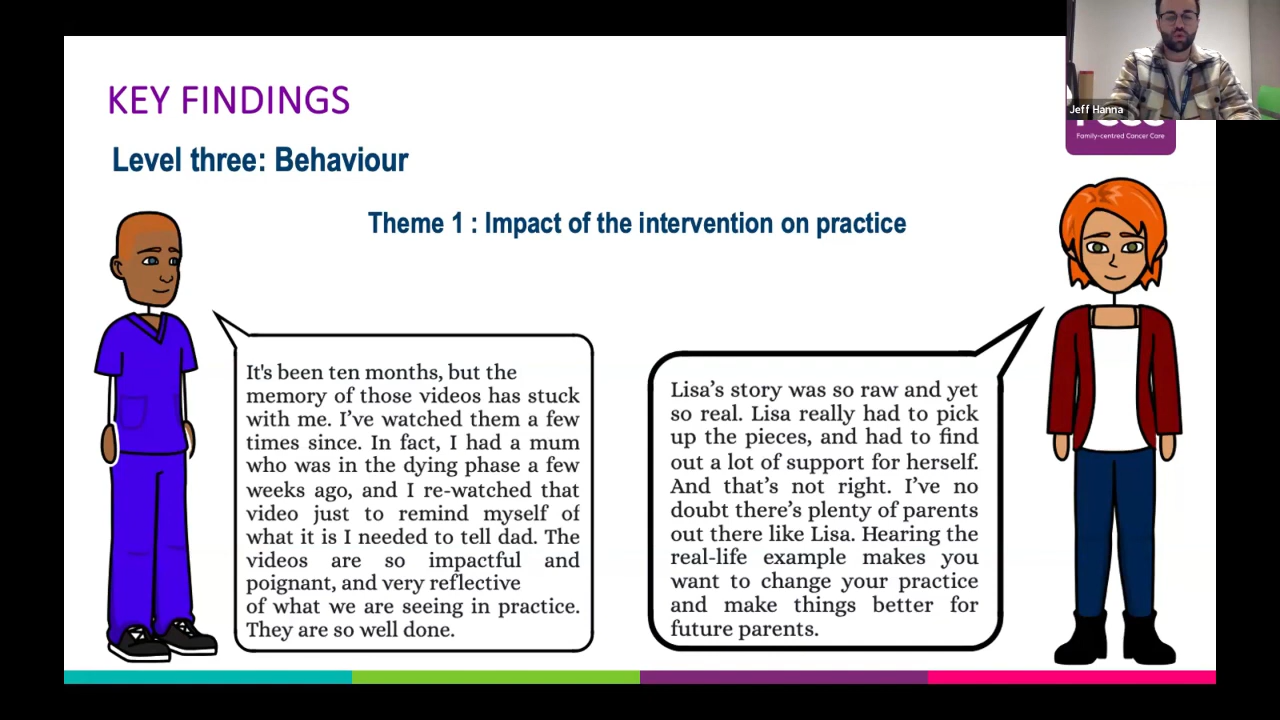 Jeff Hanna
Family-centred Cancer Care
KEY FINDINGS
Level three: Behaviour
Theme 1 : Impact of the intervention on practice
It's been ten months, but the
memory of those videos has stuck
with me. I've watched them a few
times since. In fact, I had a mum
who was in the dying phase a few
weeks ago, and I re-watched that
video just to remind myself of
what it is I needed to tell dad. The
videos are so impactful and
poignant, and very reflective
of what we are seeing in practice.
They are so well done.
Lisa's story was so raw and yet
so real. Lisa really had to pick
up the pieces, and had to find
out a lot of support for herself.
And that's not right. I've no
doubt there's plenty of parents
out there like Lisa. Hearing the
real-life example makes you
want to change your practice
and make things better for
future parents.